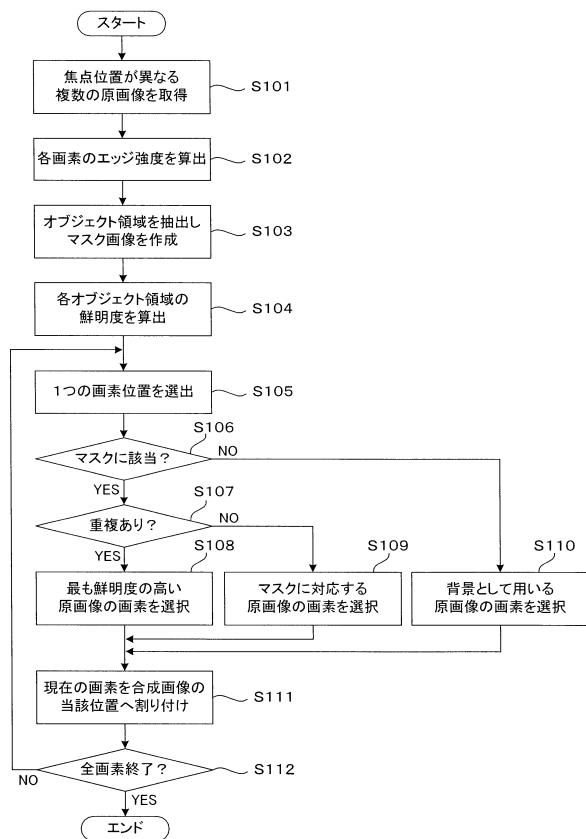 スタート
焦点位置が異なる
複数の原画像を取得
S101
各画素のエッジ強度を算出
S102
オブジェクト領域を抽出し
マスク画像を作成
S103
各オブジェクト領域の
鮮明度を算出
S104
1つの画素位置を選出
S105
S106
マスクに該当?
NO
YES
S107
重複あり?
NO
YES
S108
S109
S110
最も鮮明度の高い
原画像の画素を選択
マスクに対応する
原画像の画素を選択
背景として用いる
原画像の画素を選択
現在の画素を合成画像の
当該位置へ割り付け
S111
全画素終了?
S112
NO
YES
エンド